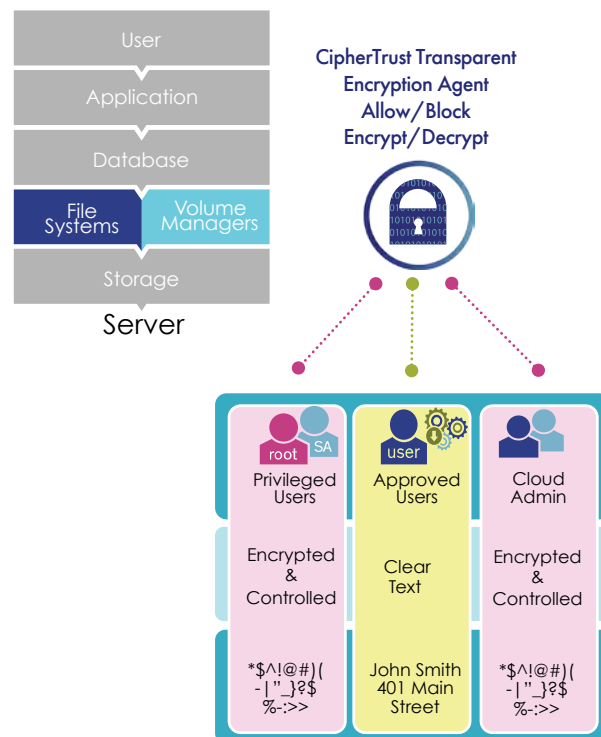 User
Application
Database
File
Systems
Volume
Managers
Storage
Server
CipherTrust Transparent
Encryption Agent
Allow/Block
Encrypt/Decrypt
root
SA
Privileged
Users
Encrypted
&
Controlled
*$^!@#)(
-|"_}?$
%-:>>
user
Approved
Users
Clear
Text
John Smith
401 Main
Street
Cloud
Admin
Encrypted
&
Controlled
*$^!@#)(
-|"_}?$
%-:>>